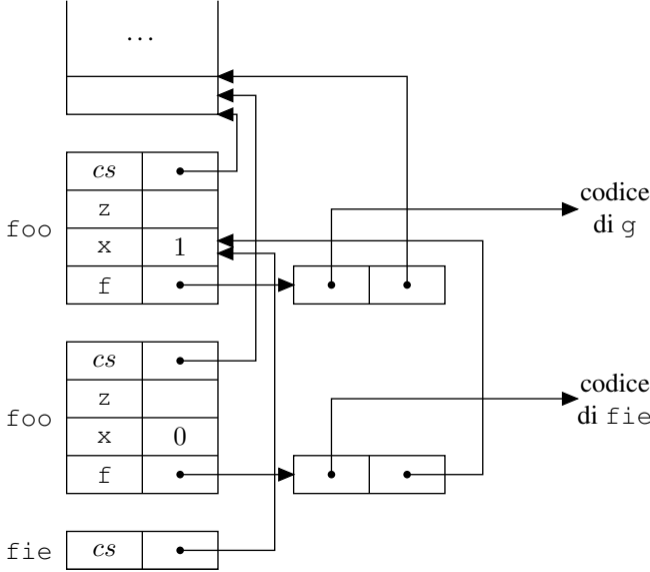 ...
cs
z
foo
x 1
f
codice
di g
cs
z
foo
x 0
f
codice
di fie
fie cs